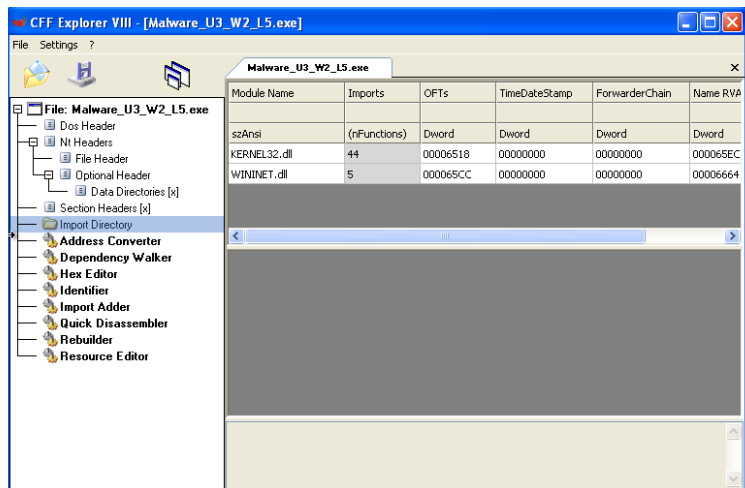 CFF Explorer VIII - [Malware_U3_W2_L5.exe]
File Settings ?
Malware_U3_W2_L5.exe
File: Malware_U3_W2_L5.exe
Dos Header
Nt Headers
File Header
Optional Header
Data Directories [x]
Section Headers [x]
Import Directory
Address Converter
Dependency Walker
Hex Editor
Identifier
Import Adder
Quick Disassembler
Rebuilder
Resource Editor
Module Name Imports OFTs TimeDateStamp ForwarderChain Name RVA
szAnsi (nFunctions) Dword Dword Dword Dword
KERNEL32.dll 44 00006518 00000000 00000000 000065EC
WININET.dll 5 000065CC 00000000 00000000 00006664